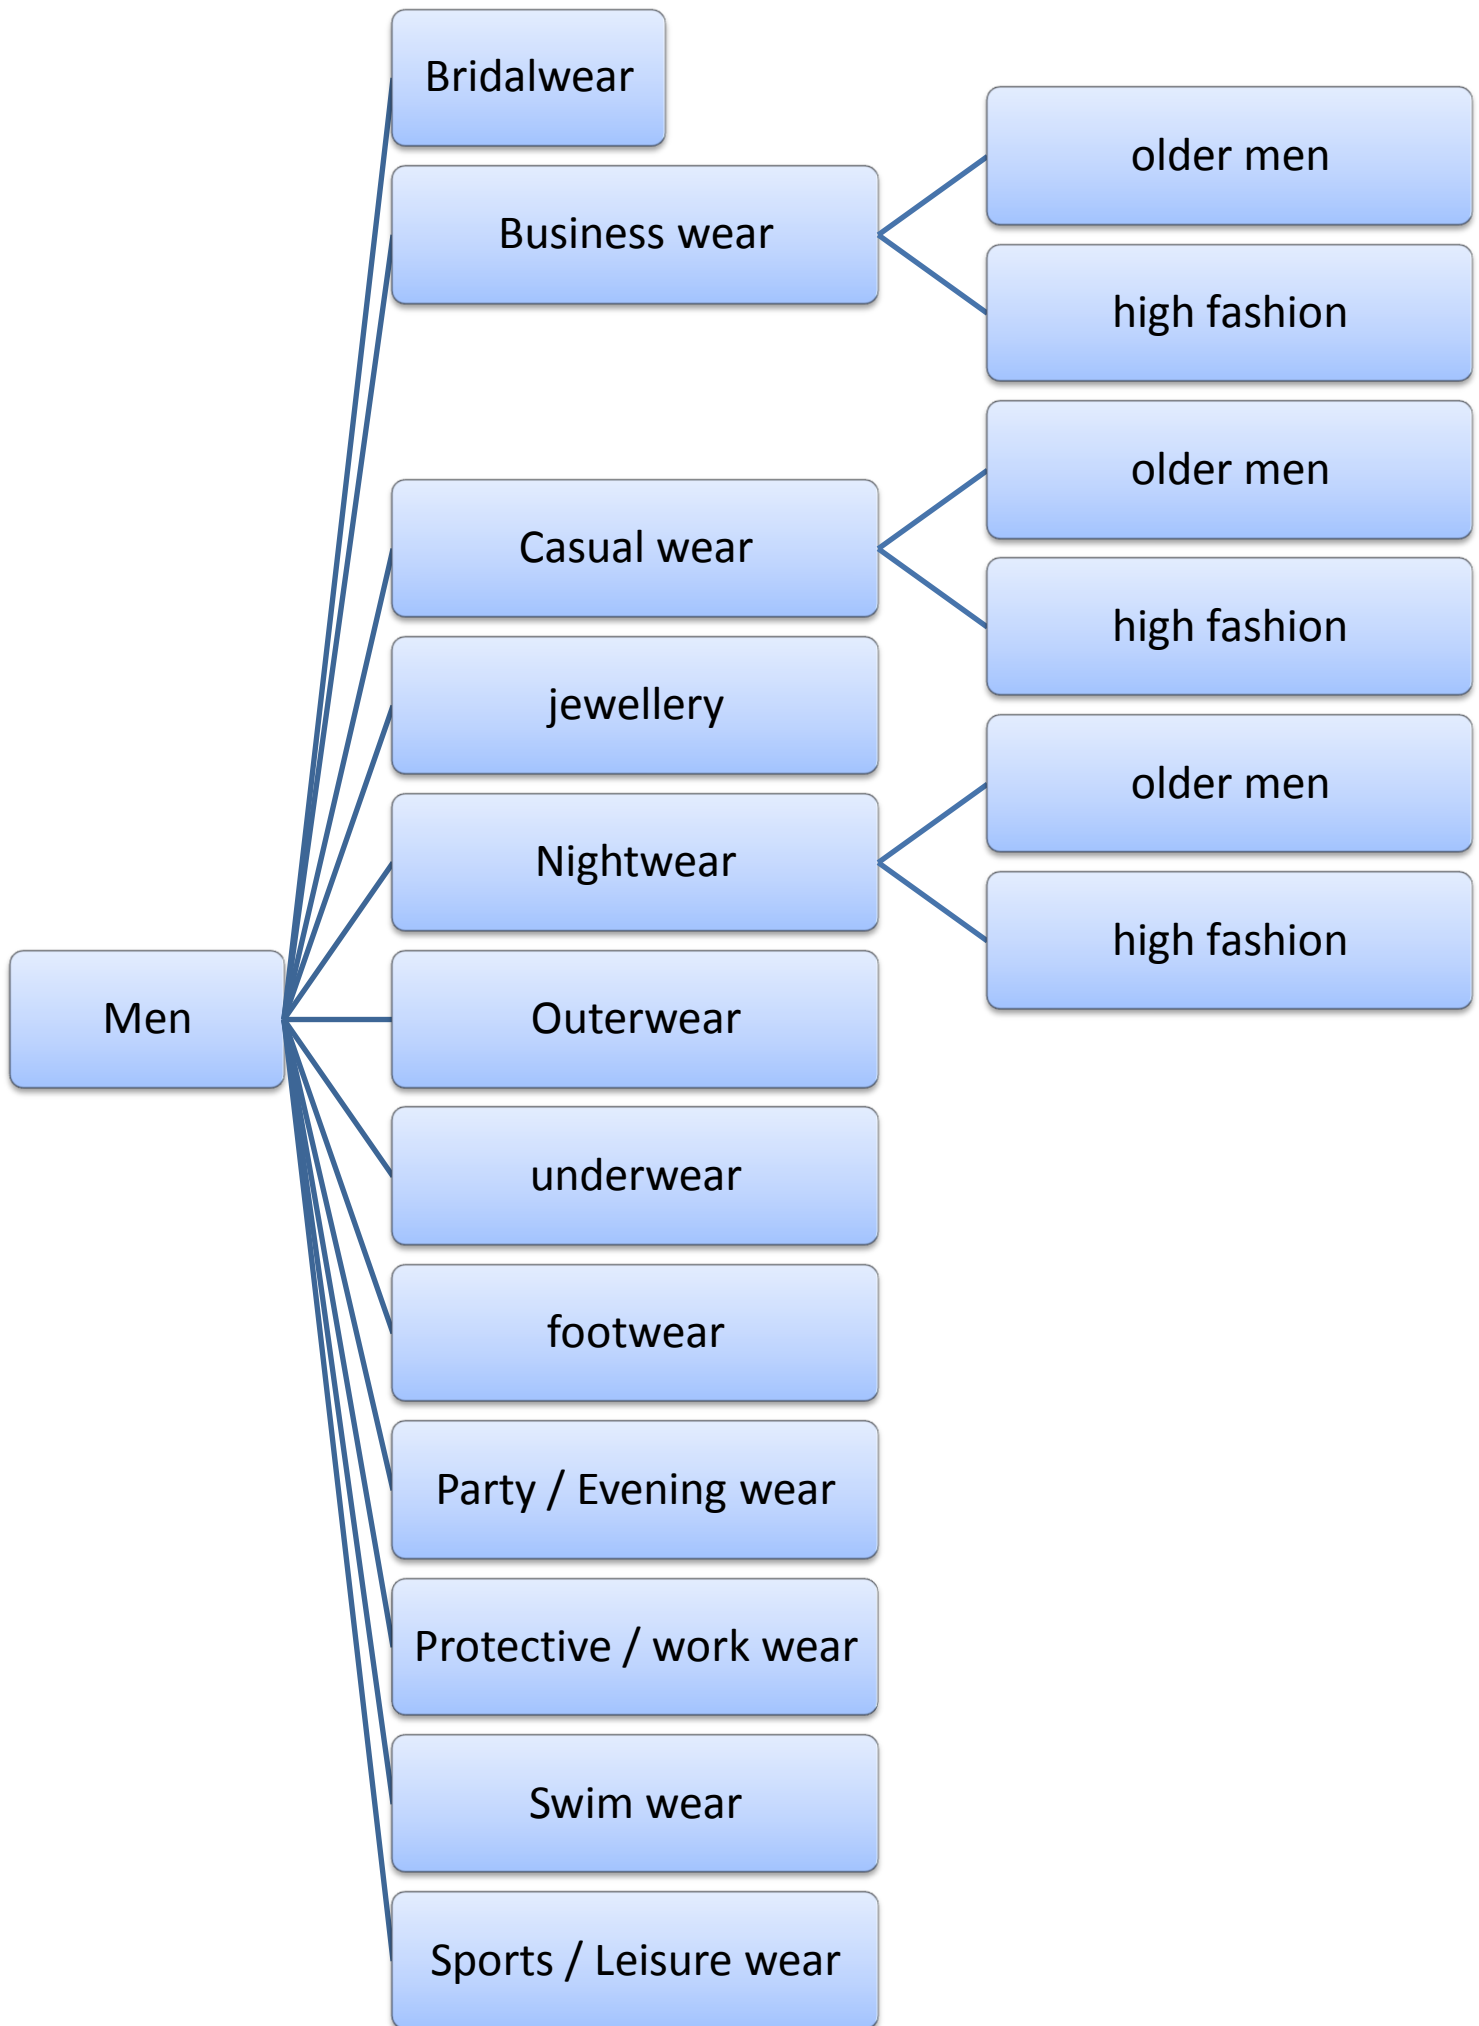 Men
Bridalwear
Business wear
older men
high fashion
Casual wear
older men
high fashion
jewellery
Nightwear
older men
high fashion
Outerwear
underwear
footwear
Party / Evening wear
Protective / work wear
Swim wear
Sports / Leisure wear